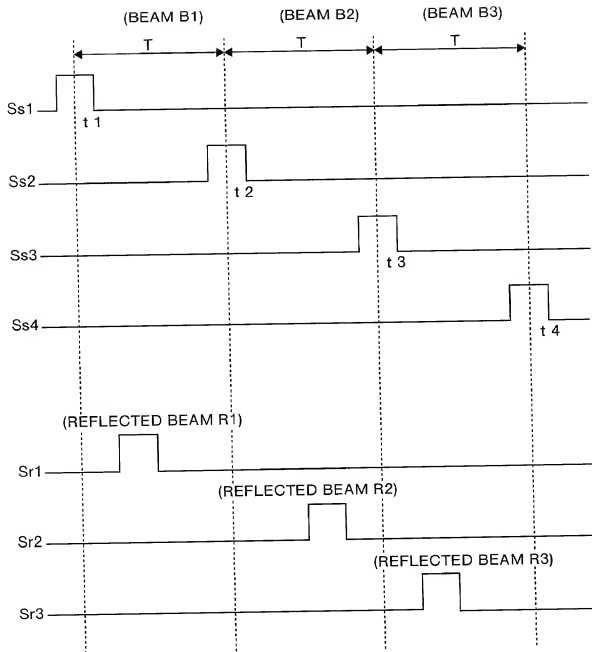 (BEAM B1) (BEAM B2) (BEAM B3)
T T T
Ss1
t 1
Ss2
t 2
Ss3
t 3
Ss4
t 4
(REFLECTED BEAM R1)
Sr1
(REFLECTED BEAM R2)
Sr2
(REFLECTED BEAM R3)
Sr3